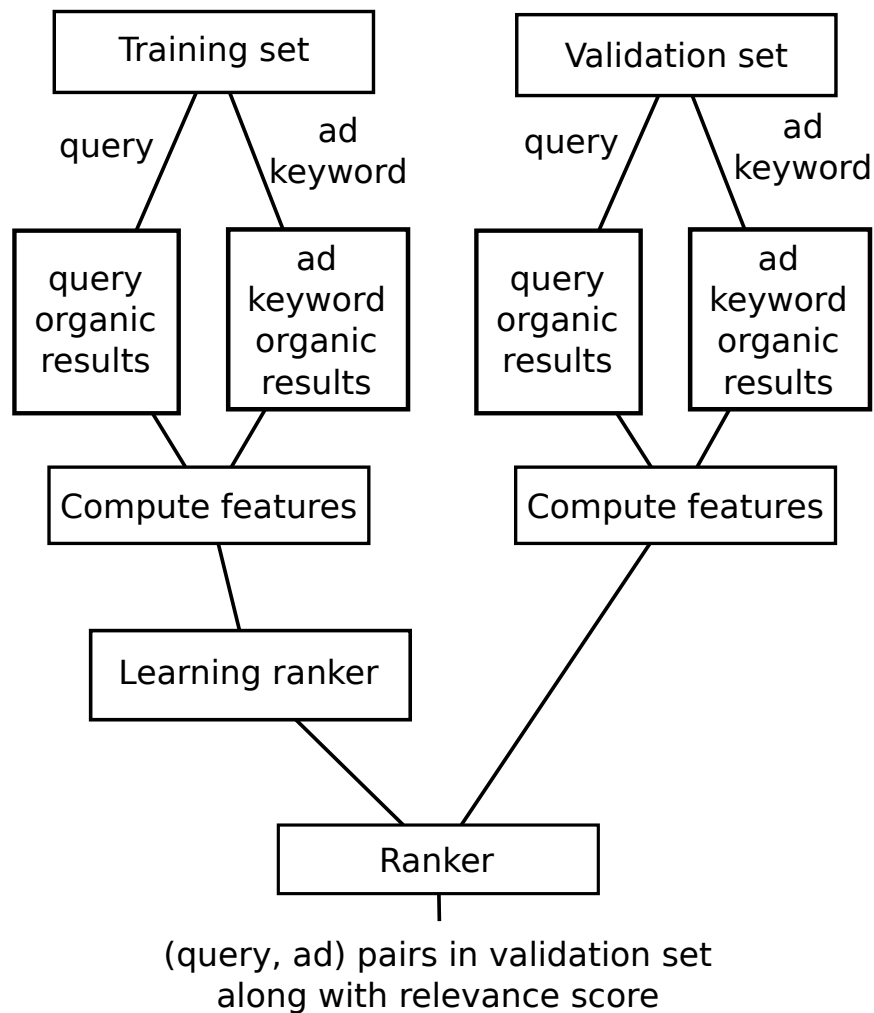 Training set
Validation set
query
ad
keyword
query
ad
keyword
query
organic
results
ad
keyword
organic
results
query
organic
results
ad
keyword
organic
results
Compute features
Compute features
Learning ranker
Ranker
(query, ad) pairs in validation set
along with relevance score